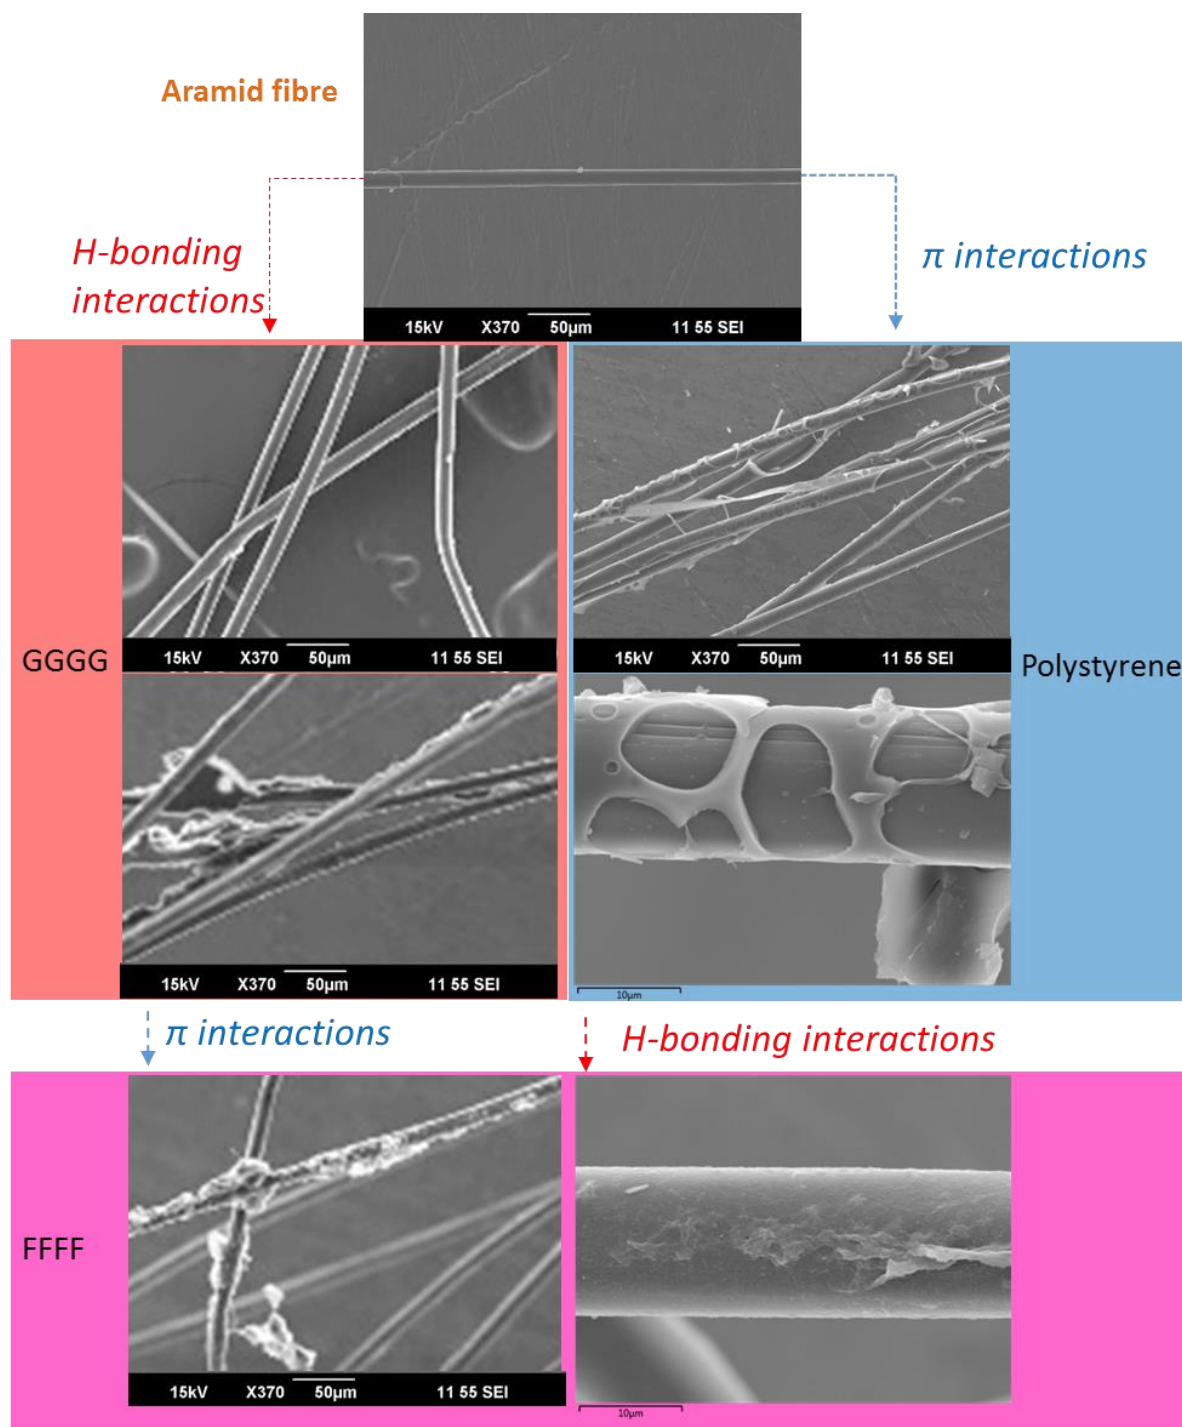 Aramid fibre
H-bonding
interactions
π interactions
15kV X370 50µm 11 55 SEI
GGGG
15kV X370 50µm 11 55 SEI
15kV X370 50µm 11 55 SEI
Polystyrene
15kV X370 50µm 11 55 SEI
10µm
π interactions
H-bonding interactions
FFFF
15kV X370 50µm 11 55 SEI
10µm